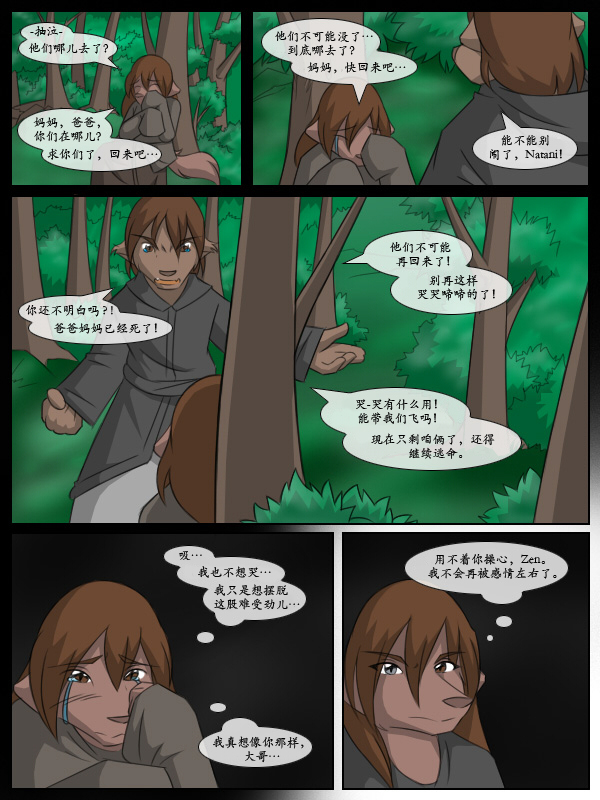 -抽泣-
他们哪儿去了?
妈妈，爸爸，
你们在哪儿?
求你们了，回来吧…
他们不可能没了…
到底哪去了?
妈妈，快回来吧…
能不能别
闹了，Natani!
你还不明白吗?!
爸爸妈妈已经死了!
他们不可能
再回来了!
别再这样
哭哭啼啼的了!
哭-哭有什么用!
能带我们飞吗!
现在只剩咱俩了，还得
继续逃命。
吸…
我也不想哭…
我只是想摆脱
这股难受劲儿…
我真想像你那样，
大哥…
用不着你操心，Zen。
我不会再被感情左右了。